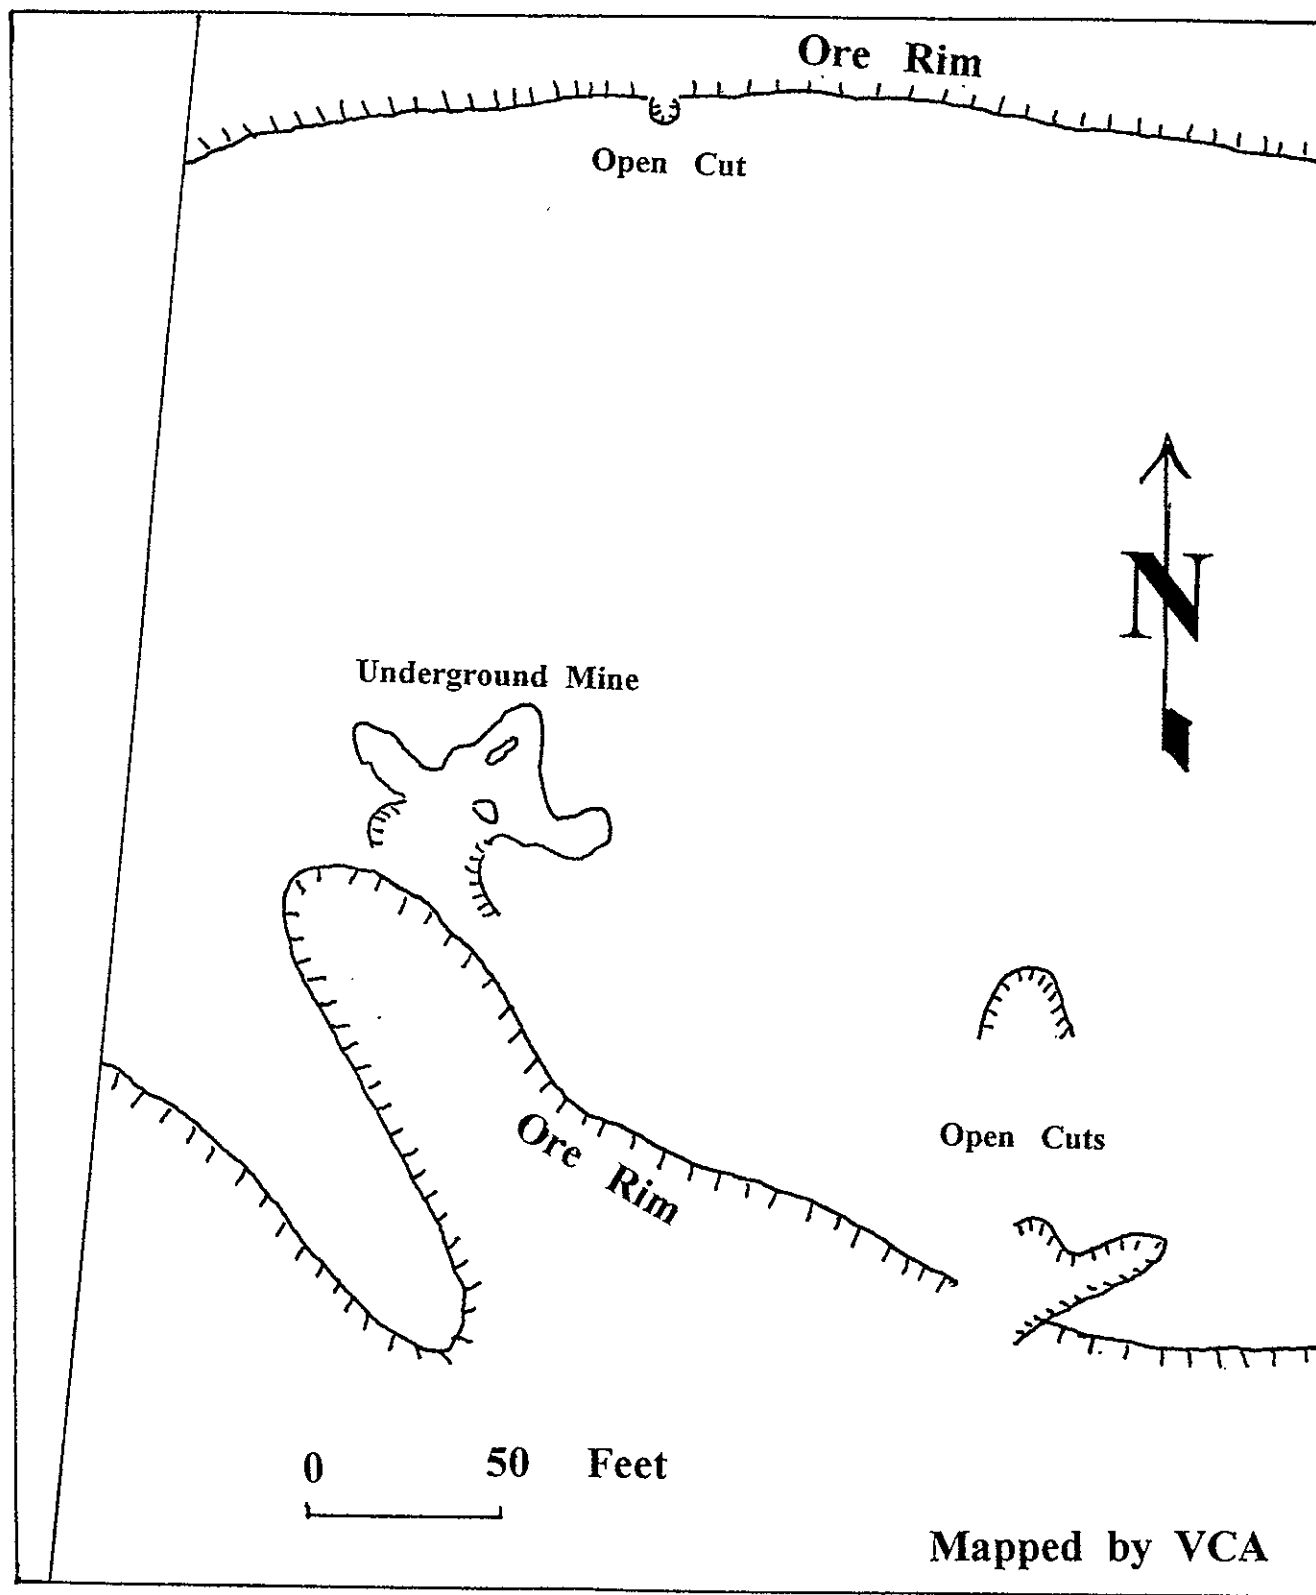 Ore Rim
Open Cut
N
Underground Mine
Open Cuts
Ore Rim
0 50 Feet
Mapped by VCA